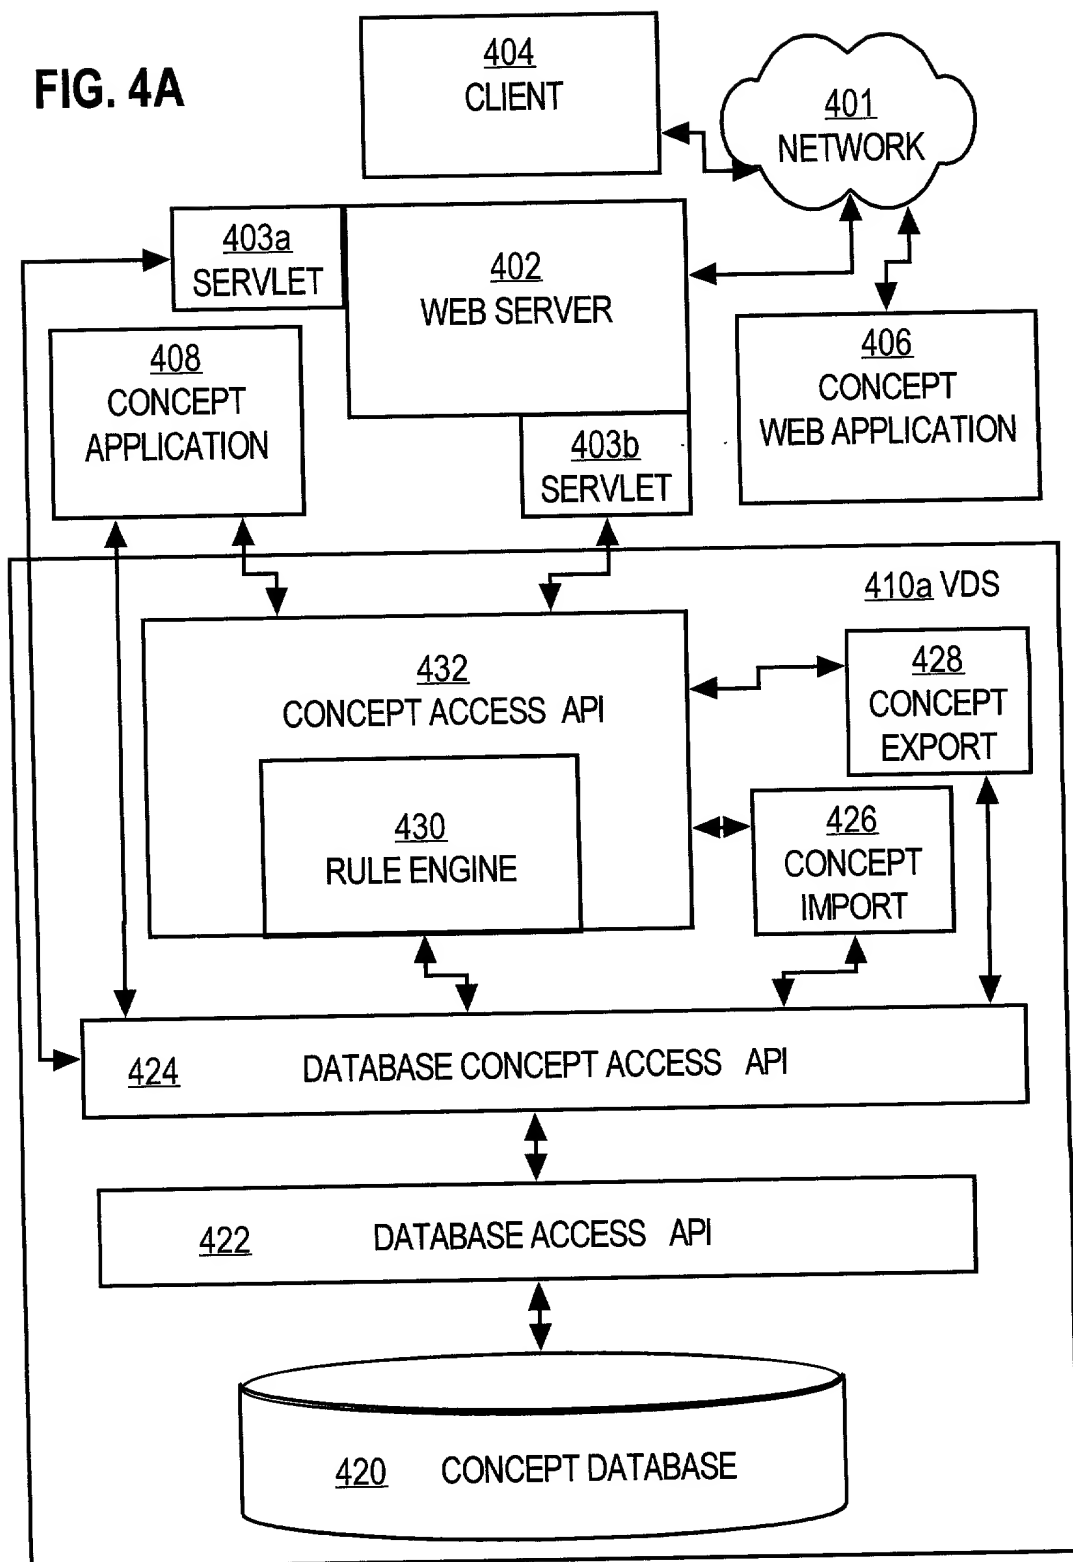 FIG. 4A
404
CLIENT
401
NETWORK
403a
SERVLET
402
WEB SERVER
408
CONCEPT
APPLICATION
406
CONCEPT
WEB APPLICATION
403b
SERVLET
410a VDS
432
CONCEPT ACCESS API
428
CONCEPT
EXPORT
430
RULE ENGINE
426
CONCEPT
IMPORT
424 DATABASE CONCEPT ACCESS API
422 DATABASE ACCESS API
420 CONCEPT DATABASE